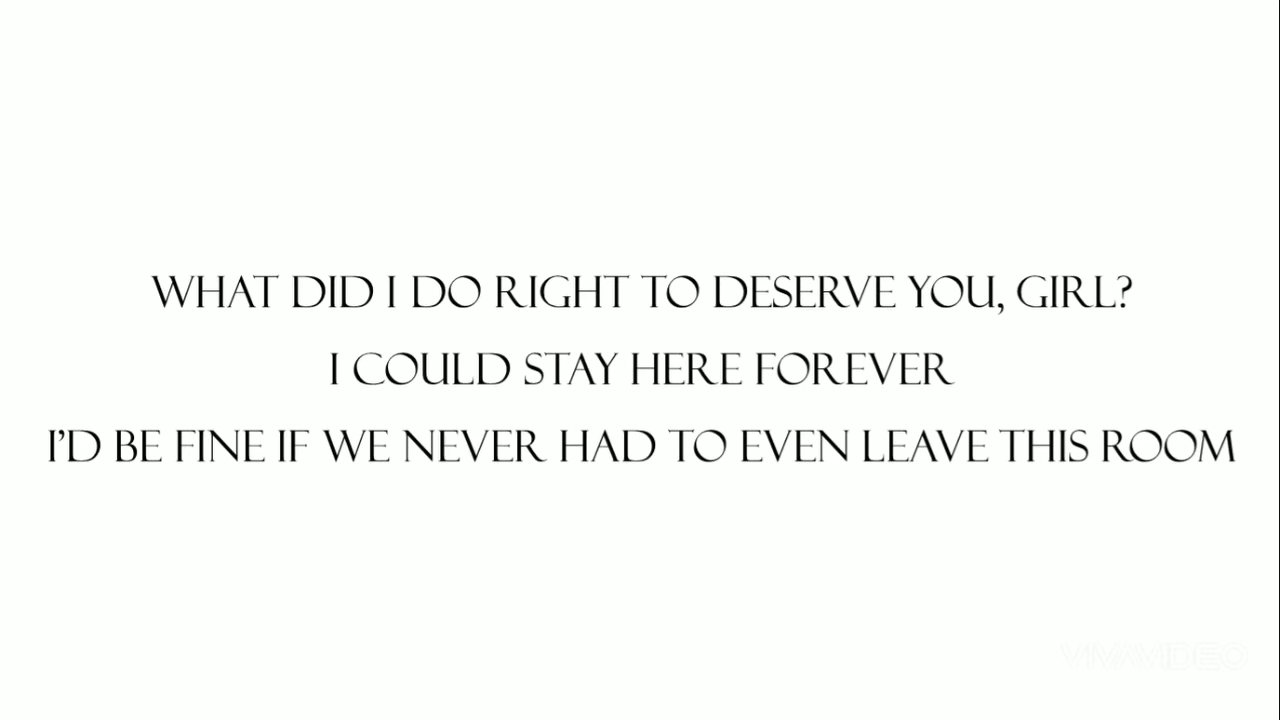 WHAT DID I DO RIGHT TO DESERVE YOU, GIRL?
I COULD STAY HERE FOREVER
I'D BE FINE IF WE NEVER HAD TO EVEN LEAVE THIS ROOM
VIVAVIDEO